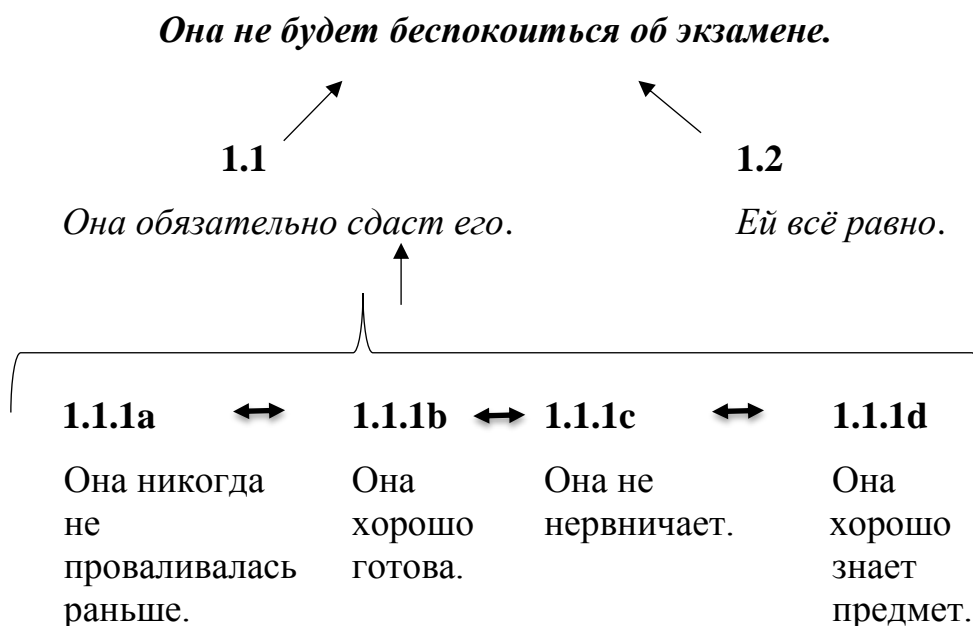 Она не будет беспокоиться об экзамене.
1.1 1.2
Она обязательно сдаст его. Ей всё равно.
1.1.1a 1.1.1b 1.1.1c 1.1.1d
Она никогда Она Она не Она
не хорошо нервничает. хорошо
проваливалась готова. знает
раньше. предмет.